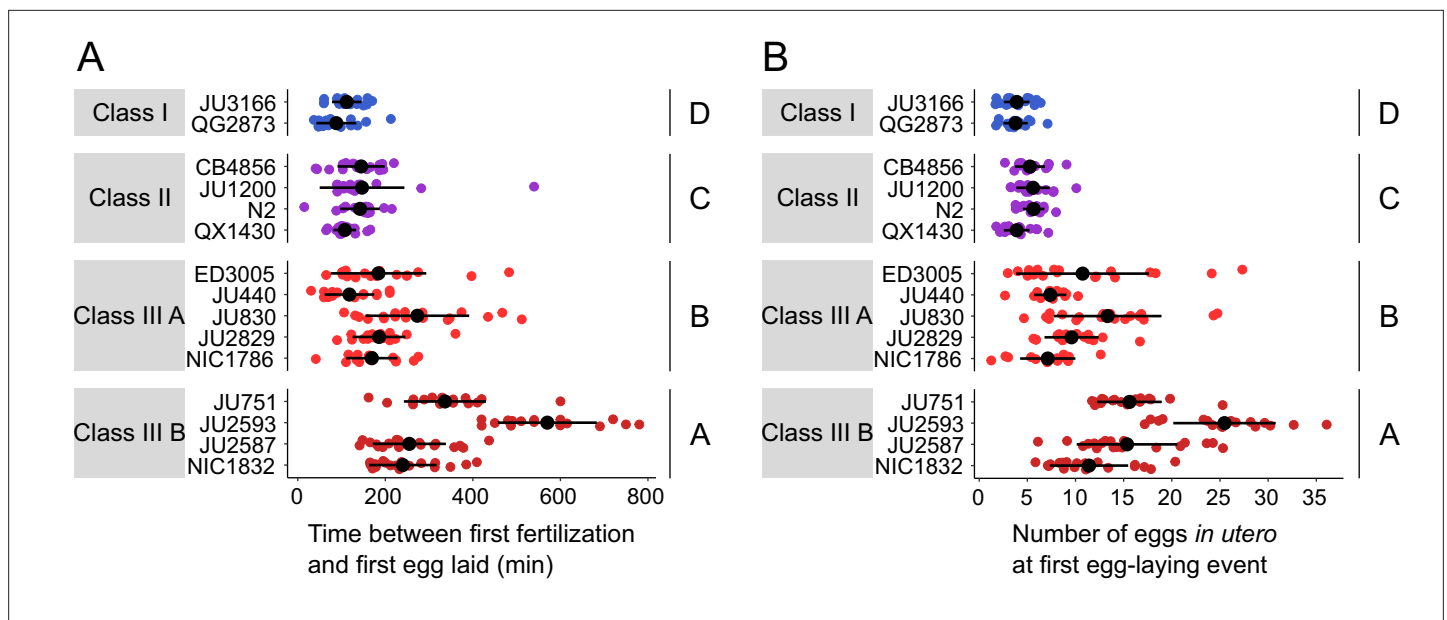 A
Class I
JU3166
QG2873
D
Class II
CB4856
JU1200
N2
QX1430
C
Class III A
ED3005
JU440
JU830
JU2829
NIC1786
B
Class III B
JU751
JU2593
JU2587
NIC1832
A
0 200 400 600 800
Time between first fertilization
and first egg laid (min)
B
Class I
JU3166
QG2873
D
Class II
CB4856
JU1200
N2
QX1430
C
Class III A
ED3005
JU440
JU830
JU2829
NIC1786
B
Class III B
JU751
JU2593
JU2587
NIC1832
A
0 5 10 15 20 25 30 35
Number of eggs in utero
at first egg-laying event